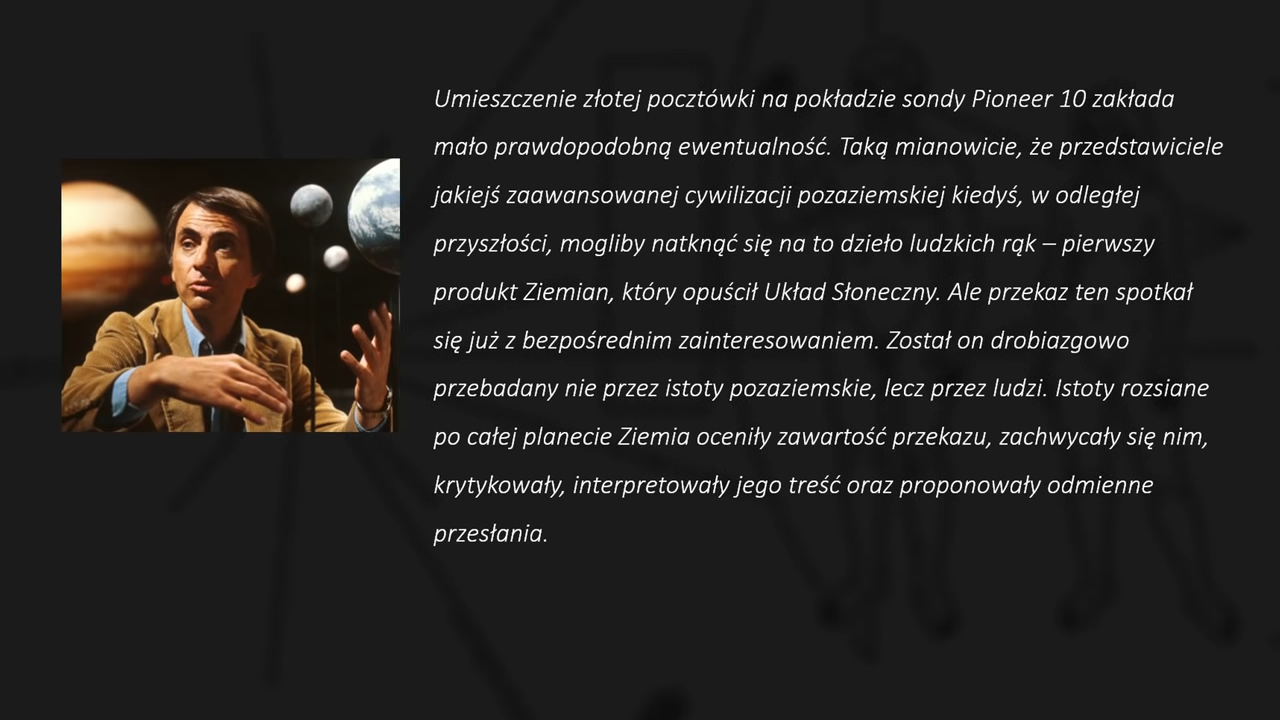 Umieszczenie złotej pocztówki na pokładzie sondy Pioneer 10 zakłada
mało prawdopodobną ewentualność. Taką mianowicie, że przedstawiciele
jakiejś zaawansowanej cywilizacji pozaziemskiej kiedyś, w odległej
przyszłości, mogliby natknąć się na to dzieło ludzkich rąk – pierwszy
produkt Ziemian, który opuścił Układ Słoneczny. Ale przekaz ten spotkał
się już z bezpośrednim zainteresowaniem. Został on drobiazgowo
przebadany nie przez istoty pozaziemskie, lecz przez ludzi. Istoty rozsiane
po całej planecie Ziemia oceniły zawartość przekazu, zachwycały się nim,
krytykowały, interpretowały jego treść oraz proponowały odmienne
przesłania.